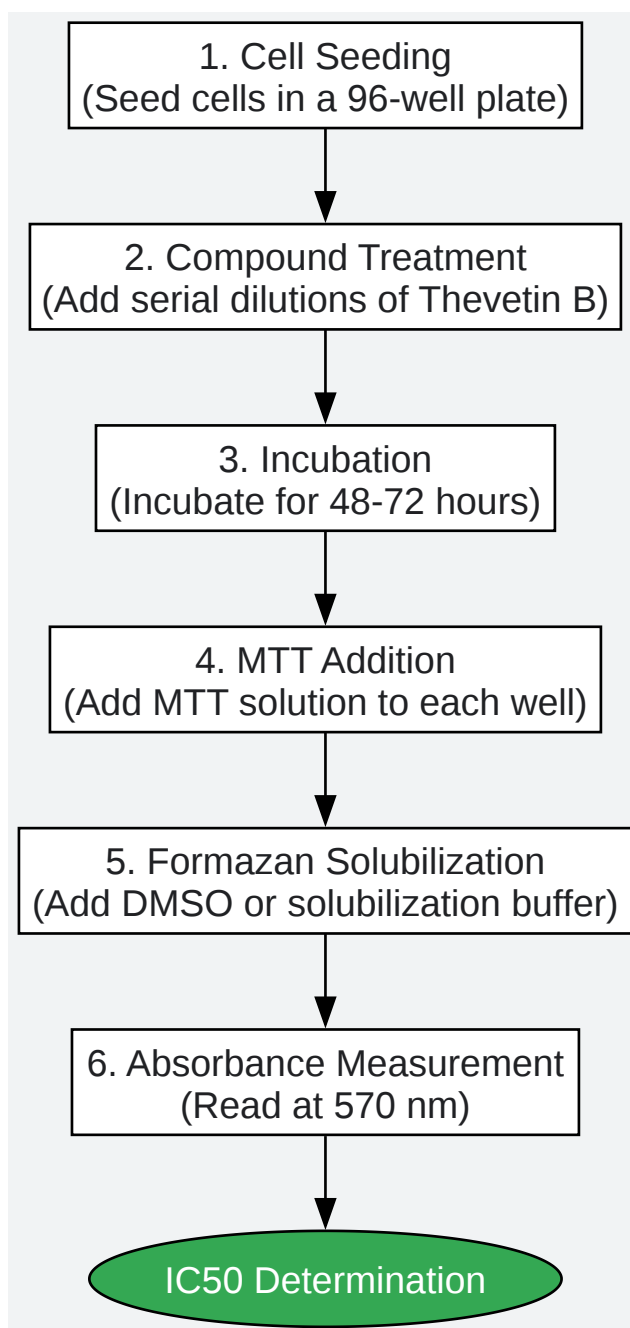 1. Cell Seeding
(Seed cells in a 96-well plate)
2. Compound Treatment
(Add serial dilutions of Thevetin B)
3. Incubation
(Incubate for 48-72 hours)
4. MTT Addition
(Add MTT solution to each well)
5. Formazan Solubilization
(Add DMSO or solubilization buffer)
6. Absorbance Measurement
(Read at 570 nm)
IC50 Determination